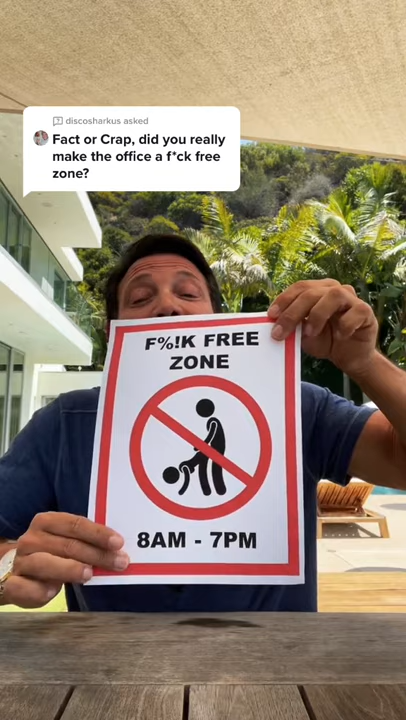 discosharkus asked
Fact or Crap, did you really
make the office a f*ck free
zone?
F%!K FREE
ZONE
8AM - 7PM